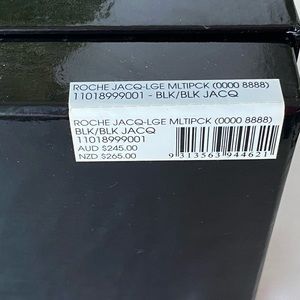 ROCHE JACQ-LGE MLTIPCK (0000 8888)
11018999001 - BLK/BLK JACQ
ROCHE JACQ-LGE MLTIPCK (0000 8888)
BLK/BLK JACQ
11018999001
AUD $245.00
NZD $265.00
9 313563 944621